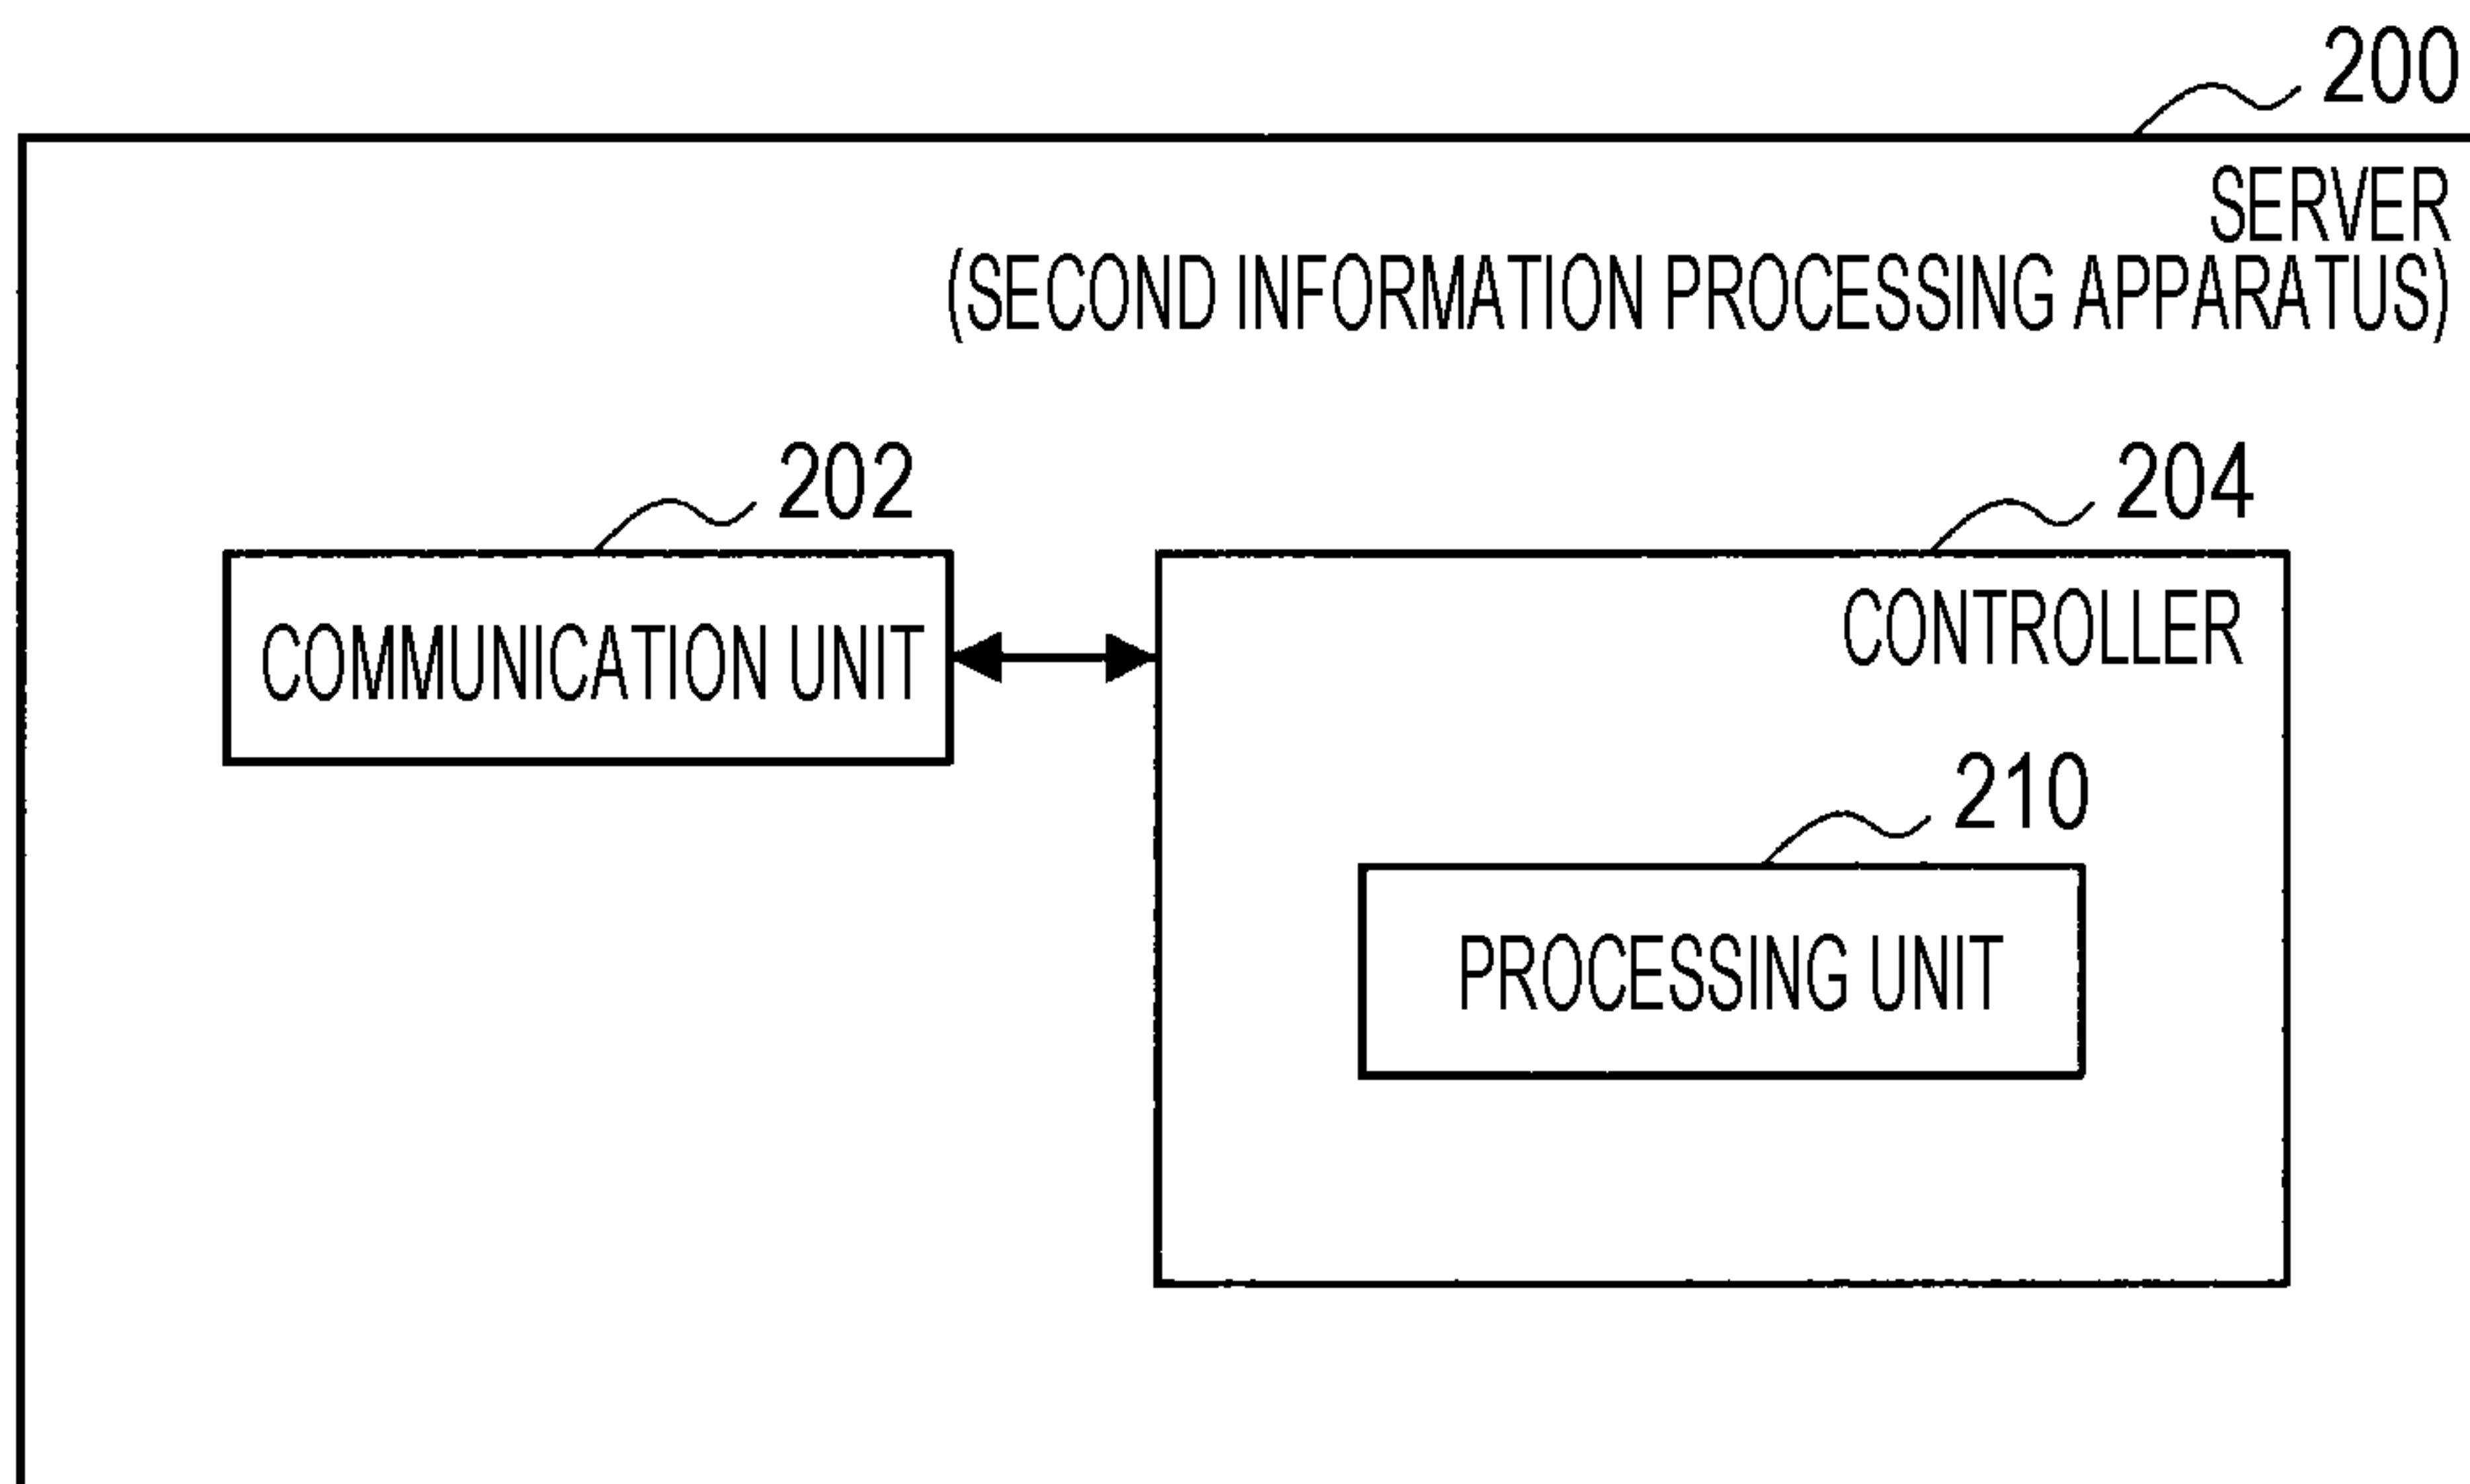 200
SERVER
(SECOND INFORMATION PROCESSING APPARATUS)
202
204
COMMUNICATION UNIT
CONTROLLER
210
PROCESSING UNIT